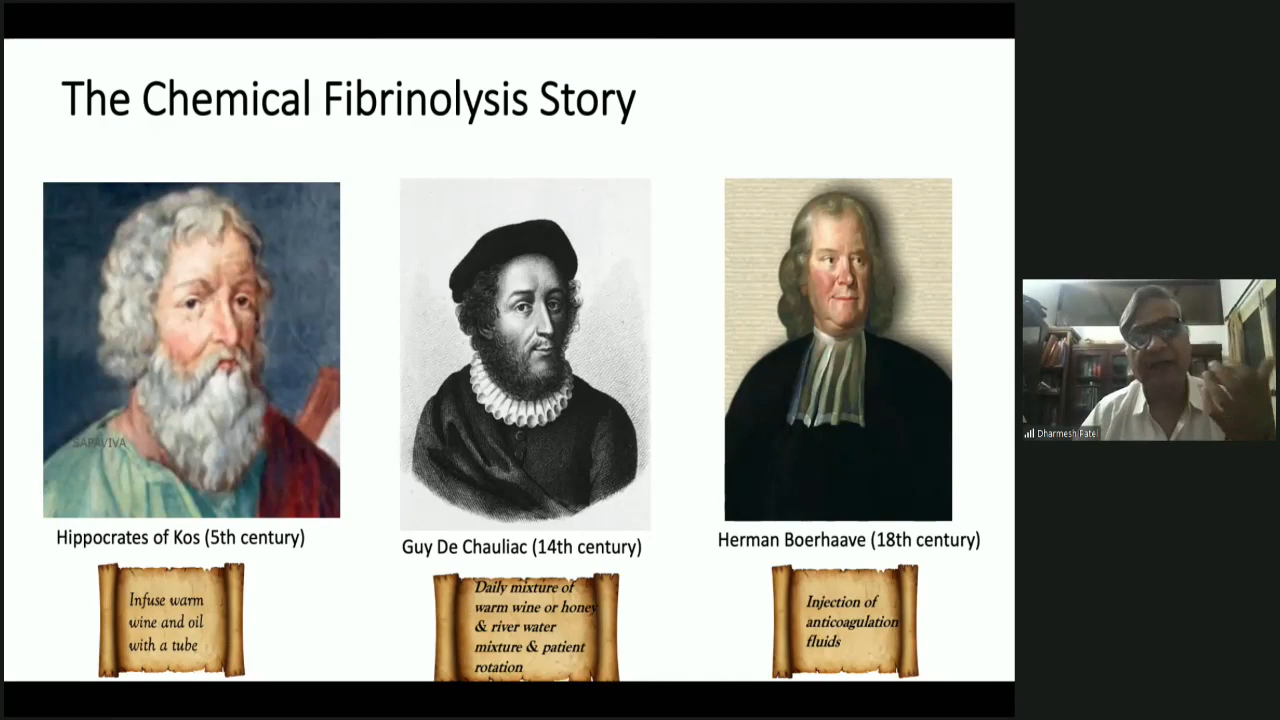 The Chemical Fibrinolysis Story
SAPAVIVA
Hippocrates of Kos (5th century)
Guy De Chauliac (14th century)
Herman Boerhaave (18th century)
Infuse warm
wine and oil
with a tube
Daily mixture of
warm wine or honey
& river water
mixture & patient
rotation
Injection of
anticoagulation
fluids
Dharmesh Patel